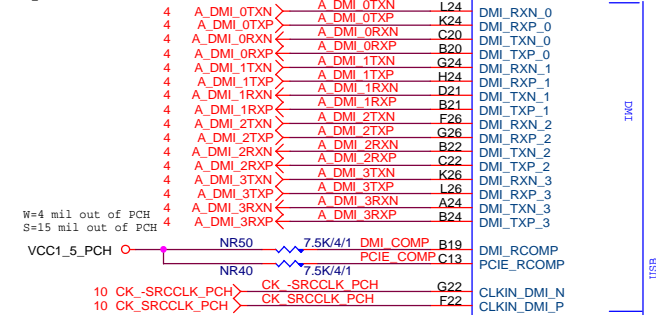 4 A_DMI_0TXN A_DMI_0TXN L24 DMI_RXN_0
4 A_DMI_0TXP A_DMI_0TXP K24 DMI_RXP_0
4 A_DMI_0RXN A_DMI_0RXN C20 DMI_TXN_0
4 A_DMI_0RXP A_DMI_0RXP B20 DMI_TXP_0
4 A_DMI_1TXN A_DMI_1TXN G24 DMI_RXN_1
4 A_DMI_1TXP A_DMI_1TXP H24 DMI_RXP_1
4 A_DMI_1RXN A_DMI_1RXN D21 DMI_TXN_1
4 A_DMI_1RXP A_DMI_1RXP B21 DMI_TXP_1
4 A_DMI_2TXN A_DMI_2TXN F26 DMI_RXN_2
4 A_DMI_2TXP A_DMI_2TXP G26 DMI_RXP_2
4 A_DMI_2RXN A_DMI_2RXN B22 DMI_TXN_2
4 A_DMI_2RXP A_DMI_2RXP C22 DMI_TXP_2
4 A_DMI_3TXN A_DMI_3TXN K26 DMI_RXN_3
4 A_DMI_3TXP A_DMI_3TXP L26 DMI_RXP_3
4 A_DMI_3RXN A_DMI_3RXN A24 DMI_TXN_3
4 A_DMI_3RXP A_DMI_3RXP B24 DMI_TXP_3
DMI
W=4 mil out of PCH
S=15 mil out of PCH
VCC1_5_PCH NR50 7.5K/4/1 DMI_COMP B19 DMI_RCOMP
NR40 7.5K/4/1 PCIE_COMP C13 PCIE_RCOMP
10 CK_-SRCCLK_PCH CK_-SRCCLK_PCH G22 CLKIN_DMI_N
10 CK_SRCCLK_PCH CK_SRCCLK_PCH F22 CLKIN_DMI_P